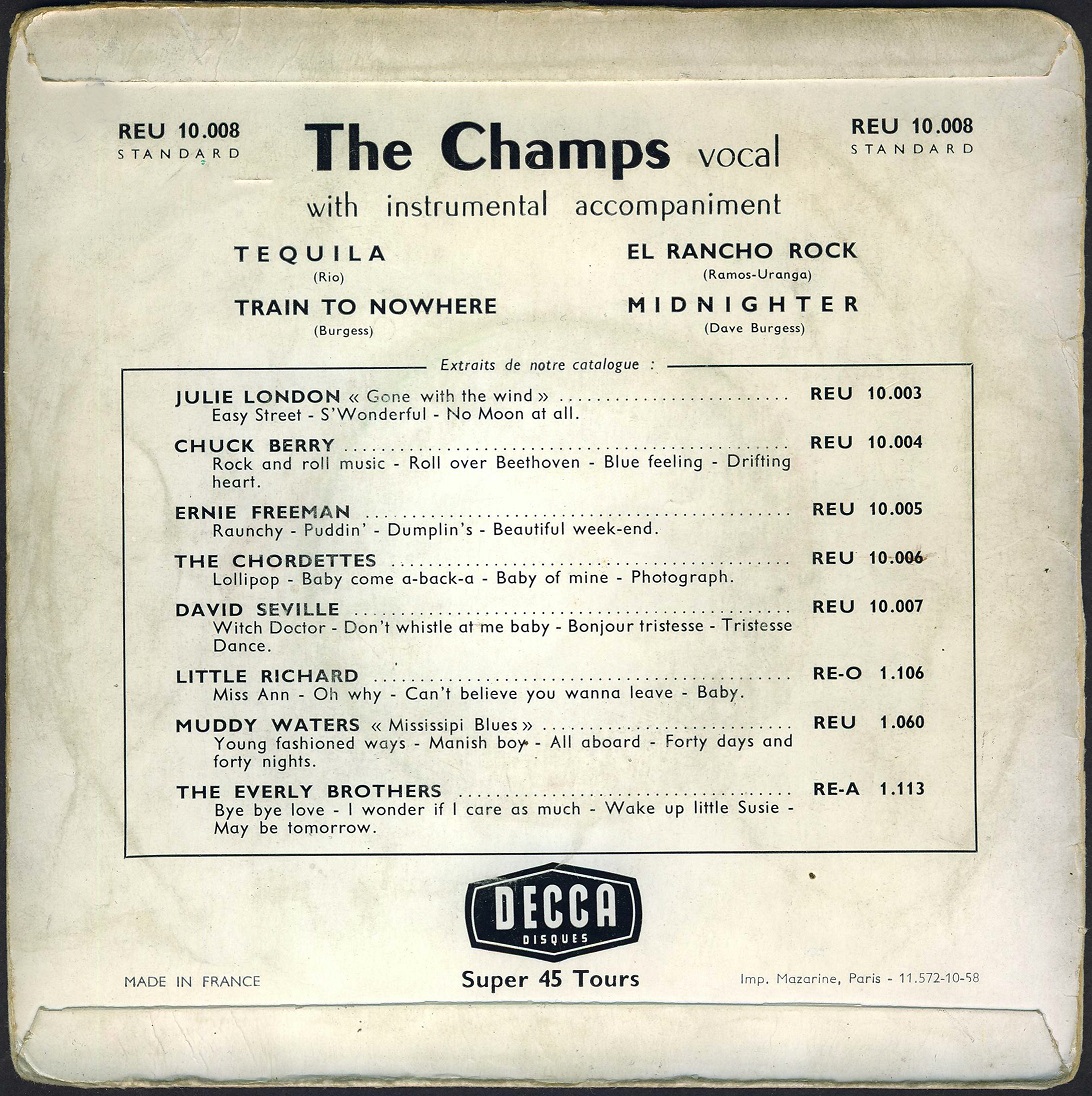 REU 10.008
STANDARD
The Champs vocal
with instrumental accompaniment
REU 10.008
STANDARD
TEQUILA
(Rio)
TRAIN TO NOWHERE
(Burgess)
EL RANCHO ROCK
(Ramos-Uranga)
MIDNIGHTER
(Dave Burgess)
Extraits de notre catalogue :
JULIE LONDON « Gone with the wind » ........................ REU 10.003
Easy Street - S'Wonderful - No Moon at all.
CHUCK BERRY ............................................. REU 10.004
Rock and roll music - Roll over Beethoven - Blue feeling - Drifting
heart.
ERNIE FREEMAN ........................................... REU 10.005
Raunchy - Puddin' - Dumplin's - Beautiful week-end.
THE CHORDETTES ........................................ REU 10.006
Lollipop - Baby come a-back-a - Baby of mine - Photograph.
DAVID SEVILLE ............................................ REU 10.007
Witch Doctor - Don't whistle at me baby - Bonjour tristesse - Tristesse
Dance.
LITTLE RICHARD .......................................... RE-O 1.106
Miss Ann - Oh why - Can't believe you wanna leave - Baby.
MUDDY WATERS « Mississipi Blues » ......................... REU 1.060
Young fashioned ways - Manish boy - All aboard - Forty days and
forty nights.
THE EVERLY BROTHERS ................................... RE-A 1.113
Bye bye love - I wonder if I care as much - Wake up little Susie -
May be tomorrow.
DECCA
DISQUES
MADE IN FRANCE
Super 45 Tours
Imp. Mazarine, Paris - 11.572-10-58